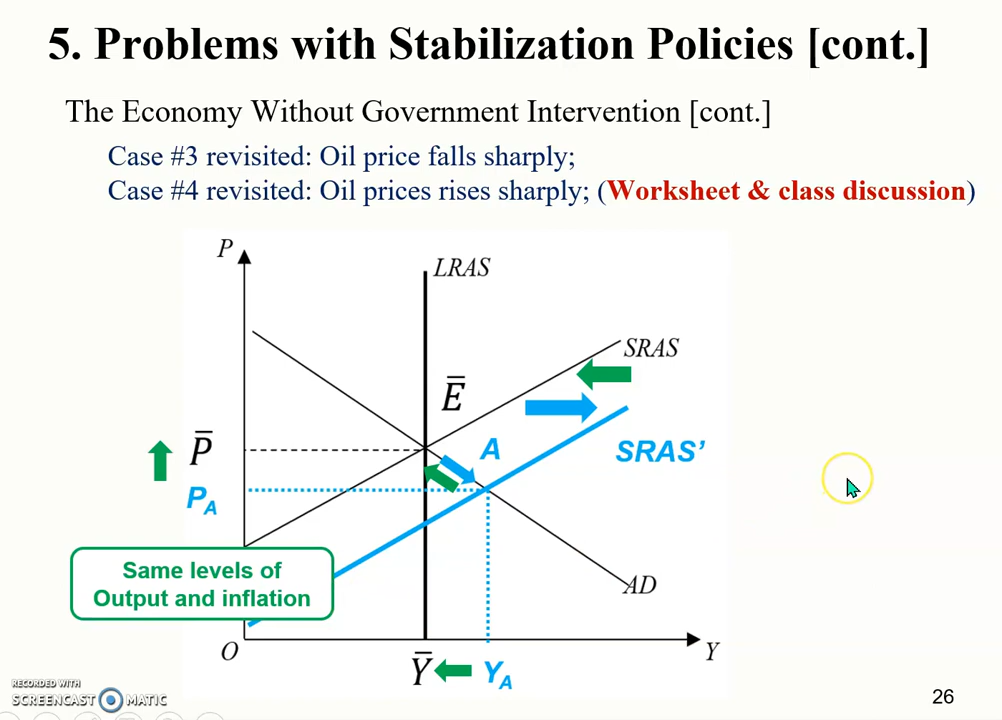 5. Problems with Stabilization Policies [cont.]
The Economy Without Government Intervention [cont.]
Case #3 revisited: Oil price falls sharply;
Case #4 revisited: Oil prices rises sharply; (Worksheet & class discussion)
P
LRAS
SRAS
E̅
P̅
A
SRAS’
P_A
Same levels of
Output and inflation
AD
O
Y̅
Y_A
Y
RECORDED WITH
SCREENCAST MATIC
26